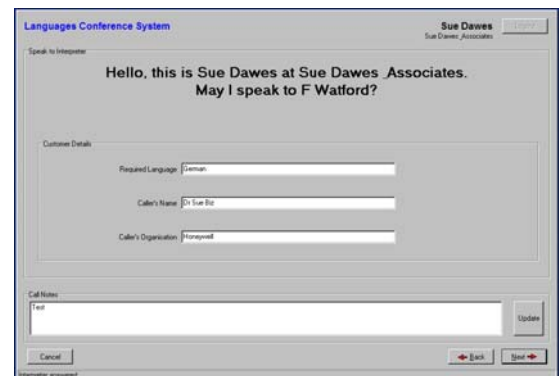 Languages Conference System
Sue Dawes
Sue Dawes_Associates
Speak to Interpreter
Hello, this is Sue Dawes at Sue Dawes_Associates.
May I speak to F Watford?
Customer Details
Required Language German
Caller's Name Dr Sue Biz
Caller's Organisation Honeywell
Call Notes
Test
Update
Cancel
Back
Next
Interpreter answered